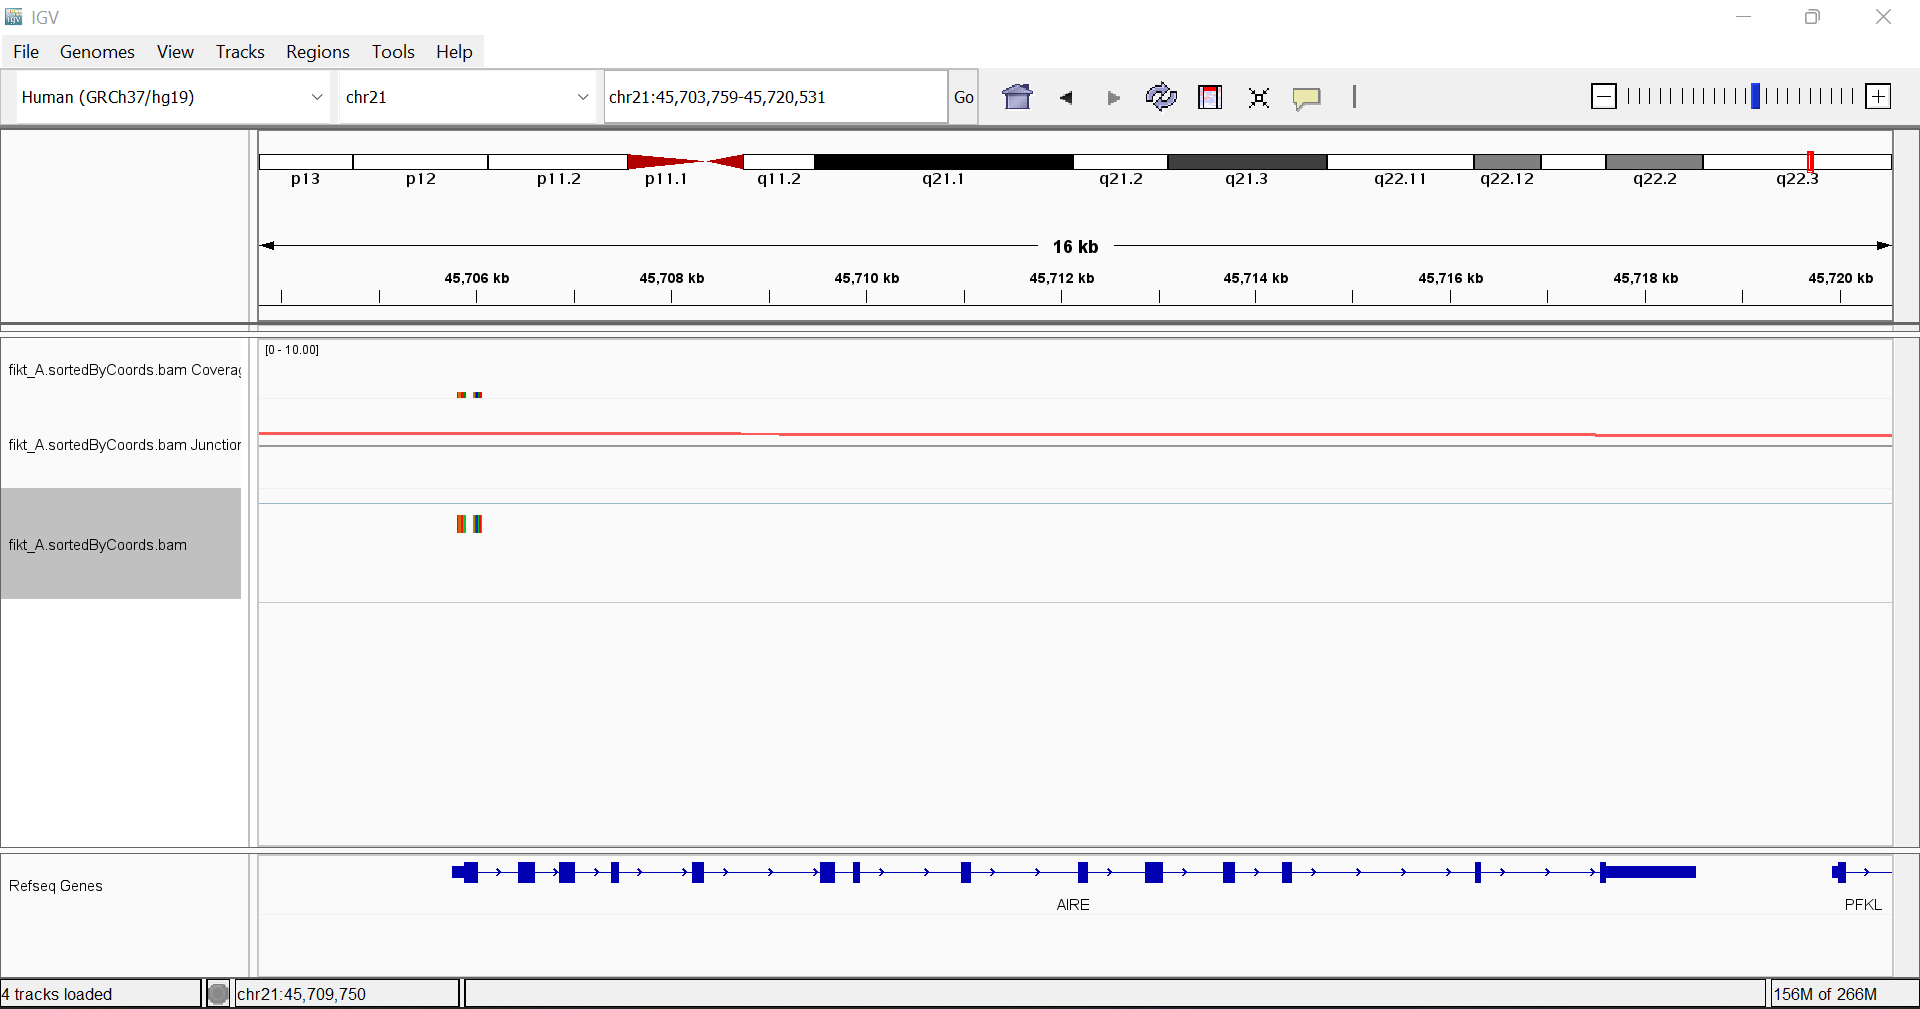 IGV
File Genomes View Tracks Regions Tools Help
Human (GRCh37/hg19) chr21 chr21:45,703,759-45,720,531 Go
p13 p12 p11.2 p11.1 q11.2 q21.1 q21.2 q21.3 q22.11 q22.12 q22.2 q22.3
16 kb
45,706 kb 45,708 kb 45,710 kb 45,712 kb 45,714 kb 45,716 kb 45,718 kb 45,720 kb
[0 - 10.00]
fikt_A.sortedByCoords.bam Coverag
fikt_A.sortedByCoords.bam Junction
fikt_A.sortedByCoords.bam
Refseq Genes
AIRE PFKL
4 tracks loaded chr21:45,709,750 156M of 266M